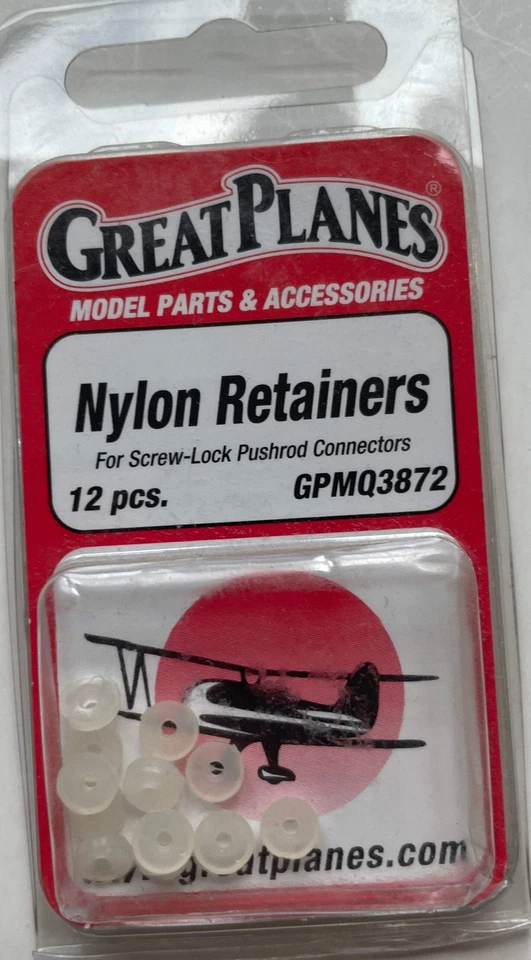 GREAT PLANES ®
MODEL PARTS & ACCESSORIES
Nylon Retainers
For Screw-Lock Pushrod Connectors
12 pcs. GPMQ3872
greatplanes.com